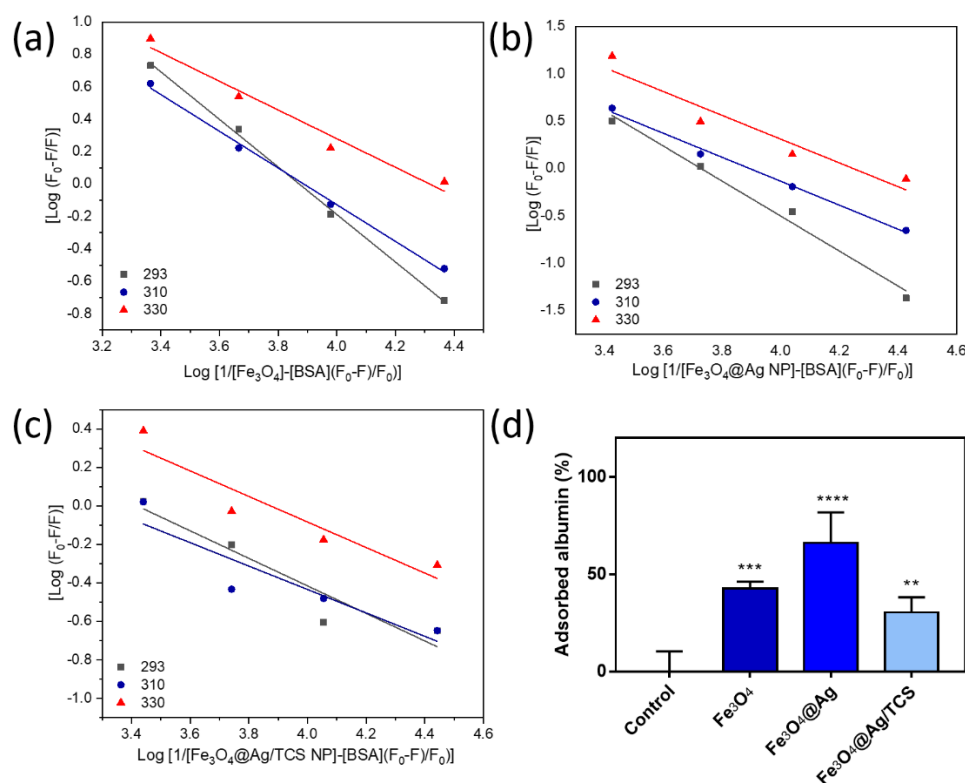 (a)
1.0
0.8
0.6
0.4
0.2
0.0
-0.2
-0.4
-0.6
-0.8
[Log (F₀-F/F)]
293
310
330
3.2 3.4 3.6 3.8 4.0 4.2 4.4 4.6
Log [1/[Fe₃O₄]-[BSA](F₀-F)/F₀)]
(b)
1.5
1.0
0.5
0.0
-0.5
-1.0
-1.5
[Log (F₀-F/F)]
293
310
330
3.4 3.6 3.8 4.0 4.2 4.4 4.6
Log [1/[Fe₃O₄@Ag NP]-[BSA](F₀-F)/F₀)]
(c)
0.4
0.2
0.0
-0.2
-0.4
-0.6
-0.8
-1.0
[Log (F₀-F/F)]
293
310
330
3.4 3.6 3.8 4.0 4.2 4.4 4.6
Log [1/[Fe₃O₄@Ag/TCS NP]-[BSA](F₀-F)/F₀)]
(d)
100
50
0
Adsorbed albumin (%)
***
****
**
Control
Fe³O⁴
Fe³O⁴@Ag
Fe³O⁴@Ag/TCS